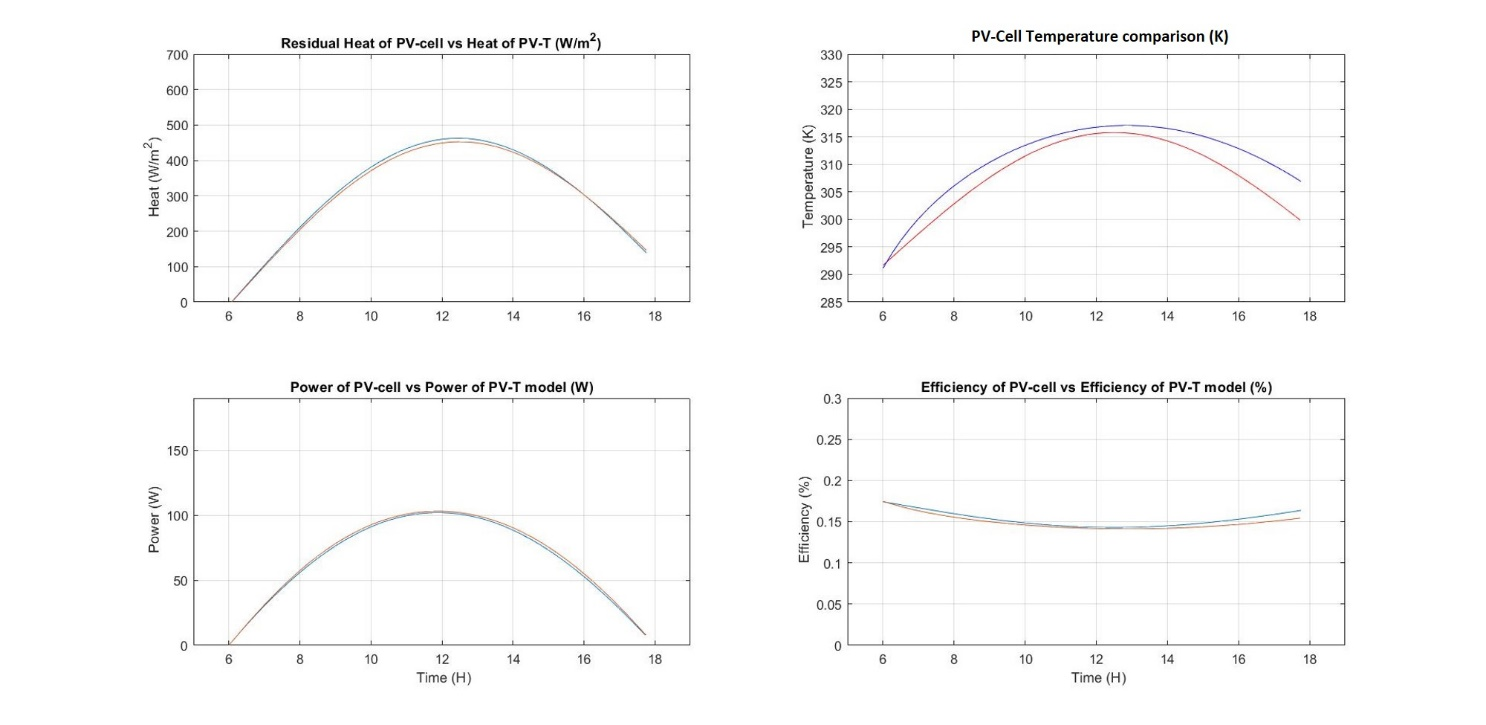 Residual Heat of PV-cell vs Heat of PV-T (W/m²)
700
600
500
400
300
200
100
0
Heat (W/m²)
6 8 10 12 14 16 18
PV-Cell Temperature comparison (K)
330
325
320
315
310
305
300
295
290
285
Temperature (K)
6 8 10 12 14 16 18
Power of PV-cell vs Power of PV-T model (W)
150
100
50
0
Power (W)
6 8 10 12 14 16 18
Time (H)
Efficiency of PV-cell vs Efficiency of PV-T model (%)
0.3
0.25
0.2
0.15
0.1
0.05
0
Efficiency (%)
6 8 10 12 14 16 18
Time (H)